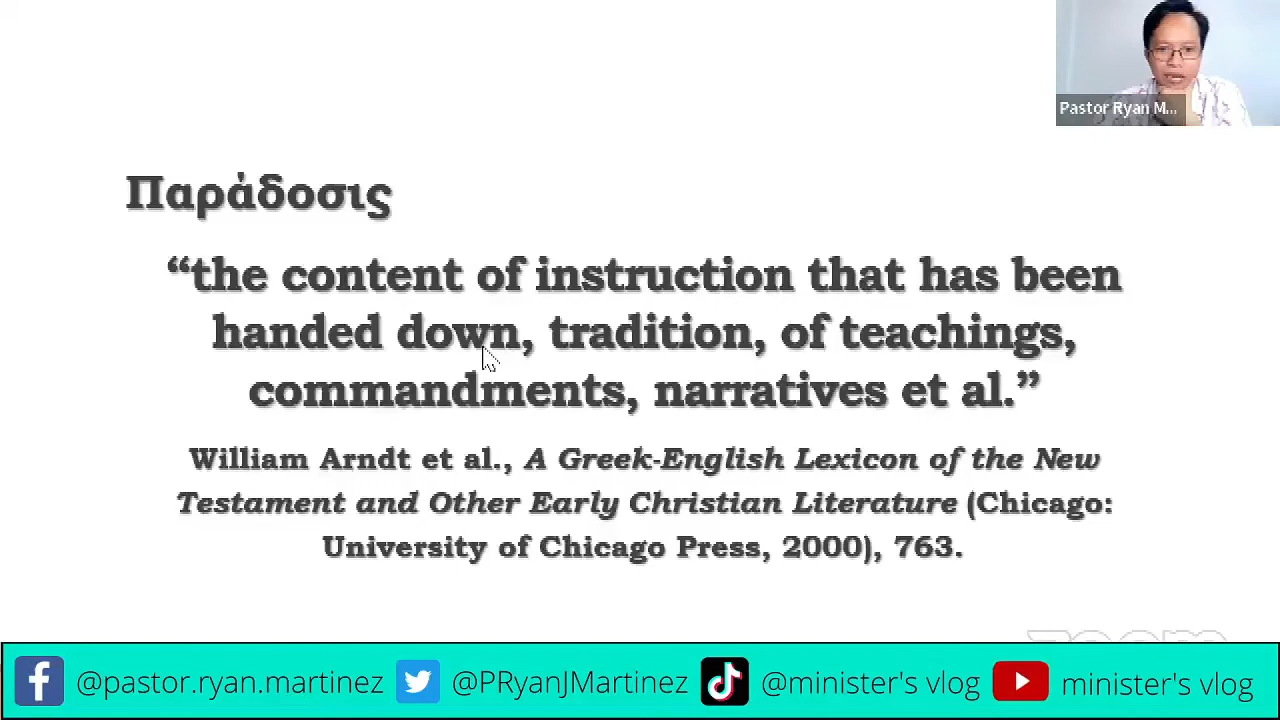 Pastor Ryan M...
Παράδοσις
“the content of instruction that has been
handed down, tradition, of teachings,
commandments, narratives et al.”
William Arndt et al., A Greek-English Lexicon of the New
Testament and Other Early Christian Literature (Chicago:
University of Chicago Press, 2000), 763.
zoom
@pastor.ryan.martinez @PRyanJMartinez @minister's vlog minister's vlog